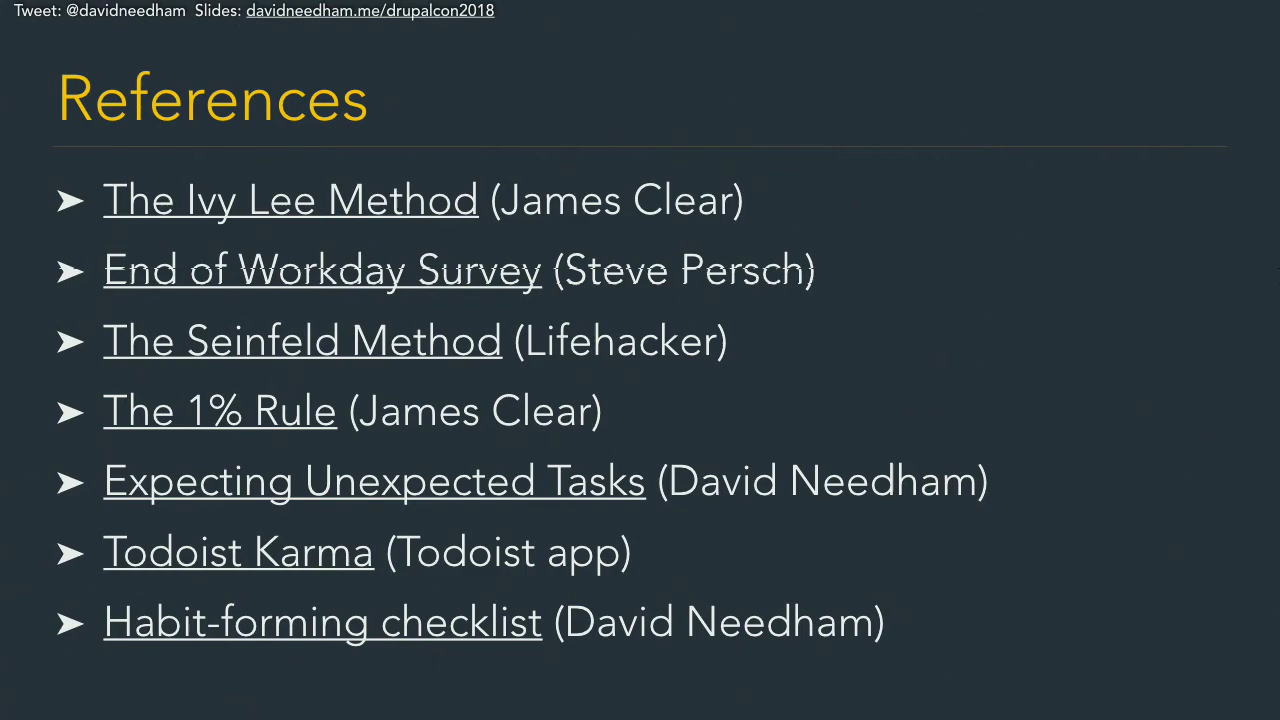 Tweet: @davidneedham Slides: davidneedham.me/drupalcon2018
References
➤ The Ivy Lee Method (James Clear)
➤ End of Workday Survey (Steve Persch)
➤ The Seinfeld Method (Lifehacker)
➤ The 1% Rule (James Clear)
➤ Expecting Unexpected Tasks (David Needham)
➤ Todoist Karma (Todoist app)
➤ Habit-forming checklist (David Needham)